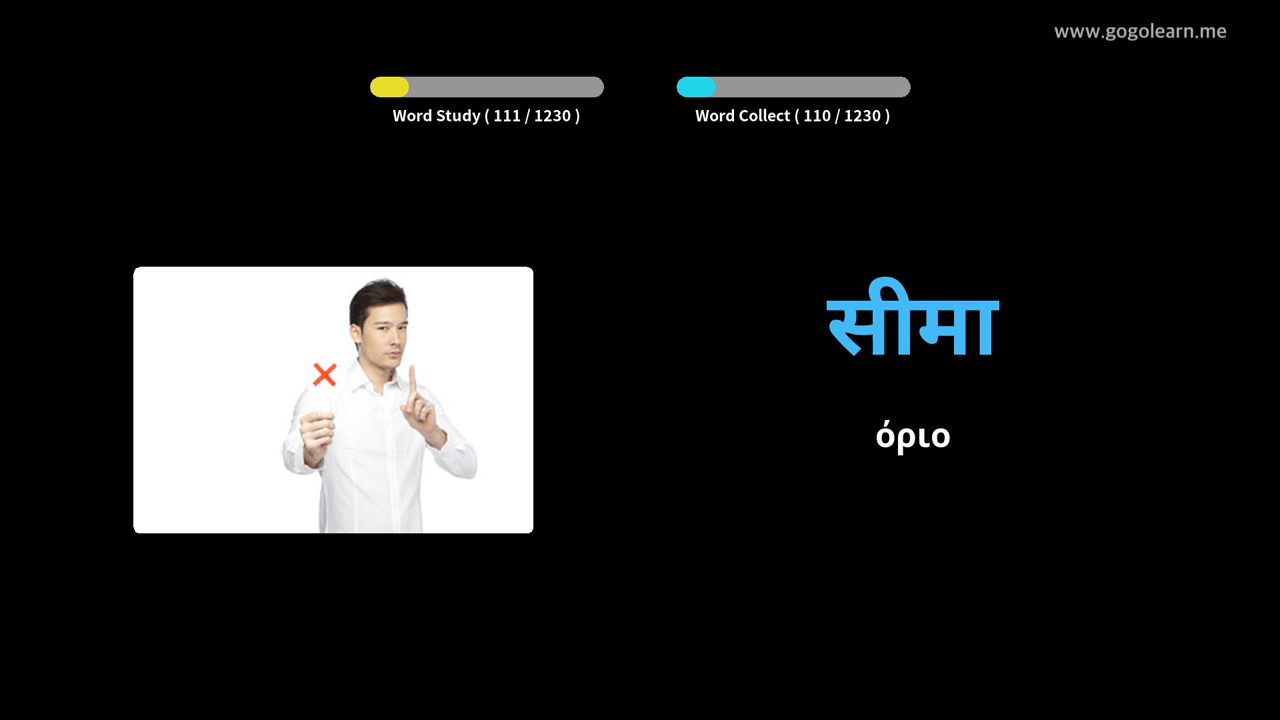 www.gogolearn.me
Word Study ( 111 / 1230 )
Word Collect ( 110 / 1230 )
सीमा
όριο